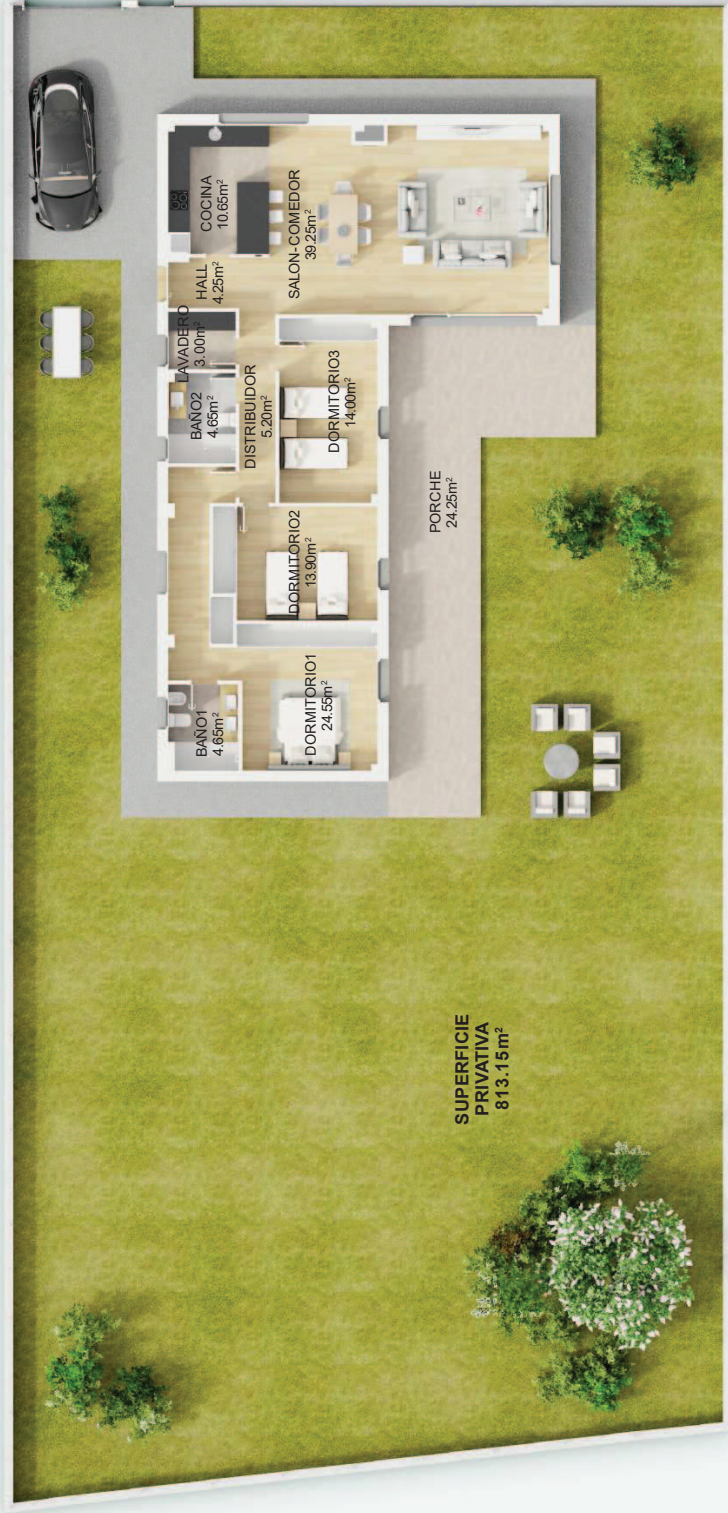 COCINA
10.65m²
HALL
4.25m²
SALON-COMEDOR
39.25m²
LAVADERO
3.00m²
BAÑO2
4.65m²
DISTRIBUIDOR
5.20m²
DORMITORIO3
14.00m²
DORMITORIO2
13.90m²
PORCHE
24.25m²
BAÑO1
4.65m²
DORMITORIO1
24.55m²
SUPERFICIE
PRIVATIVA
813.15m²